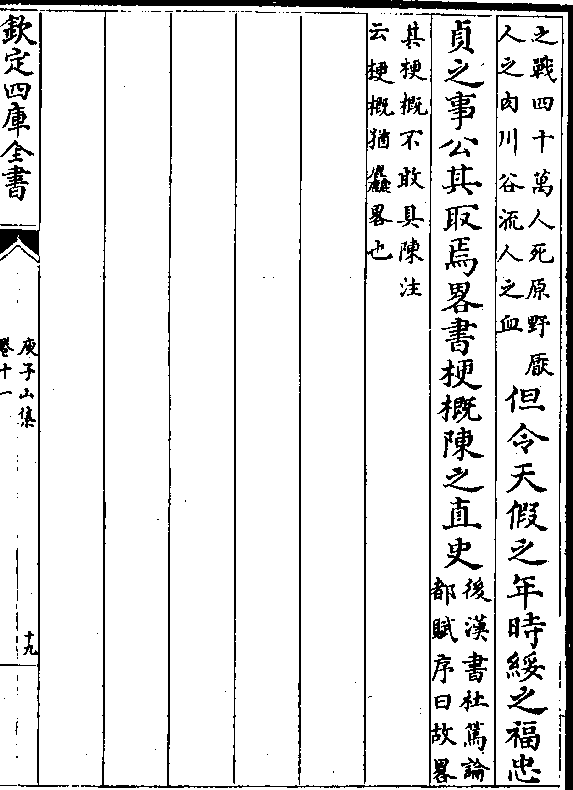 之戰四十萬人死原野厭
人之肉川谷流人之血
但令天假之年時綏之福忠
貞之事公其取焉畧書梗概陳之直史
後漢書杜篤論
都賦序曰故畧
其梗概不敢具陳注
云梗概猶麤畧也
欽定四庫全書
庾子山集
卷十一
十九